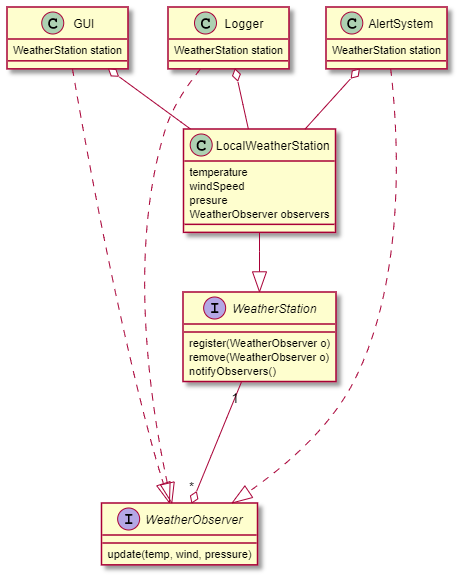 C GUI
WeatherStation station
C Logger
WeatherStation station
C AlertSystem
WeatherStation station
C LocalWeatherStation
temperature
windSpeed
presure
WeatherObserver observers
I WeatherStation
register(WeatherObserver o)
remove(WeatherObserver o)
notifyObservers()
1
*
I WeatherObserver
update(temp, wind, pressure)